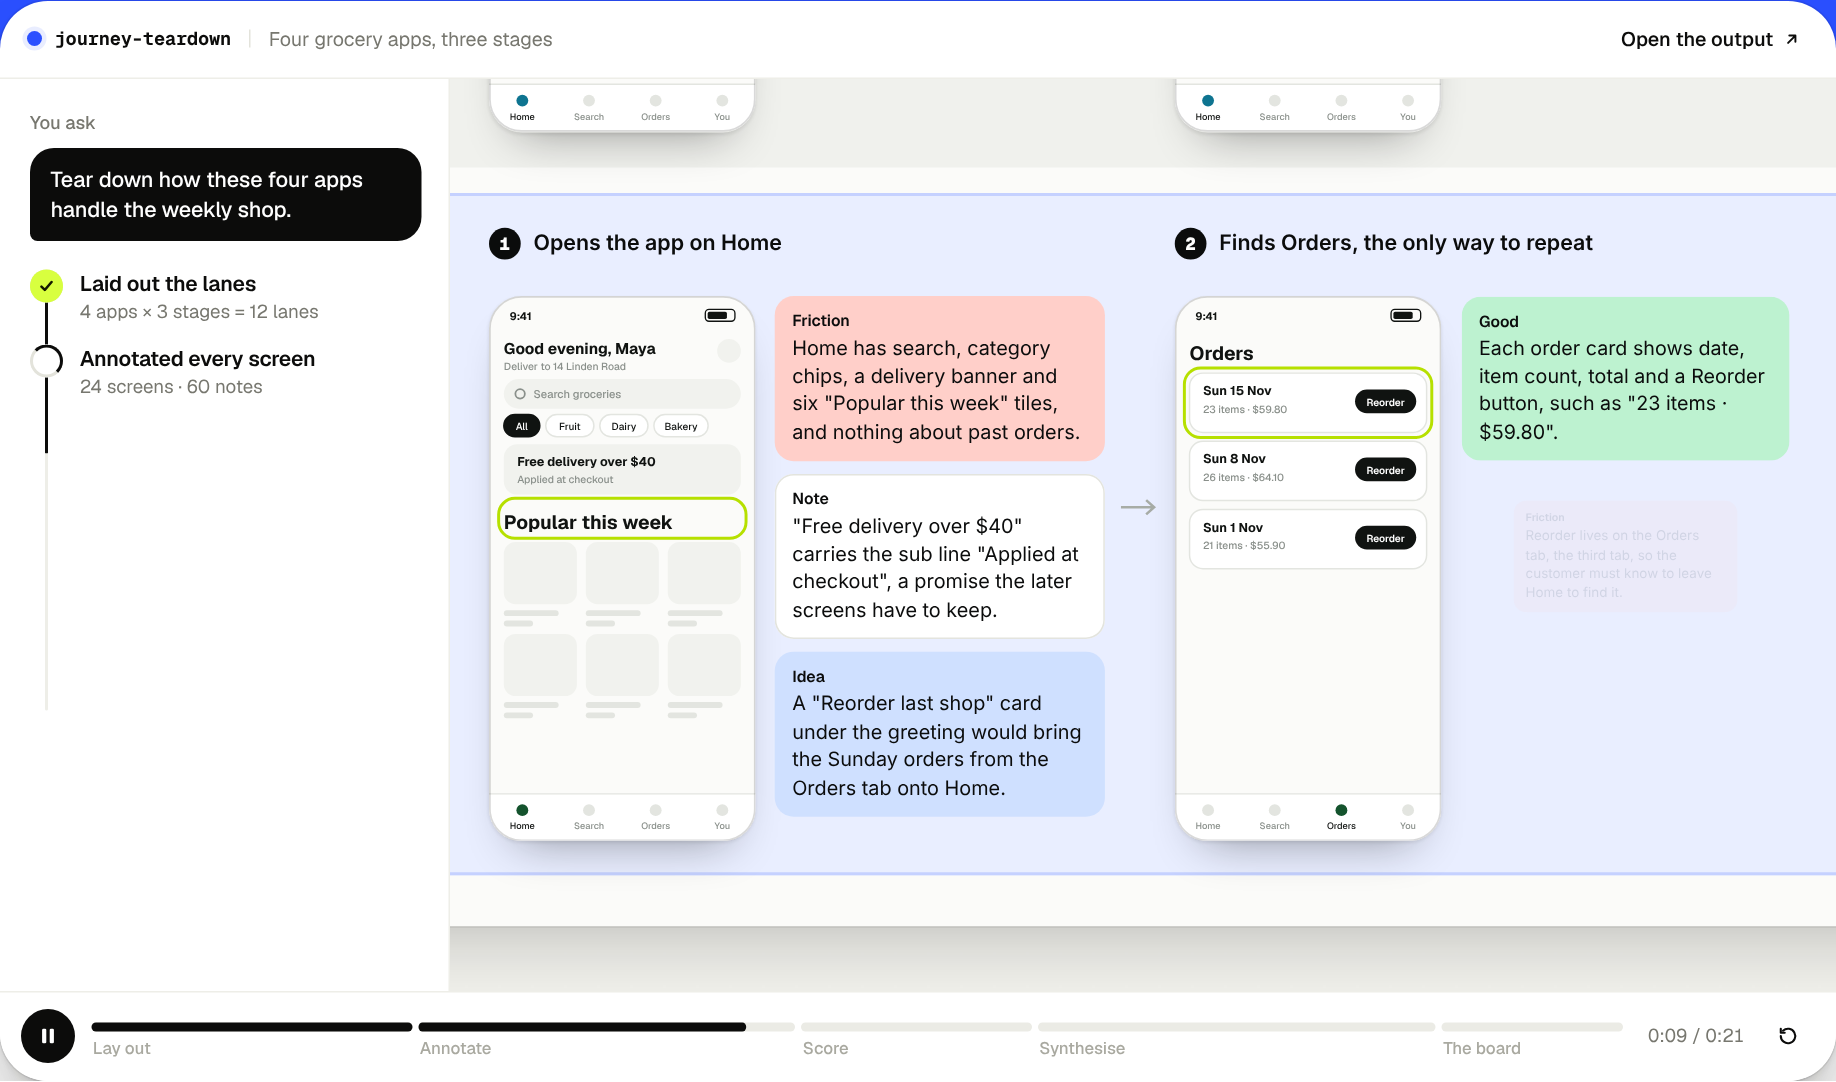 journey-teardown
Four grocery apps, three stages
Open the output
You ask
Tear down how these four apps
handle the weekly shop.
Laid out the lanes
4 apps × 3 stages = 12 lanes
Annotated every screen
24 screens · 60 notes
Home
Search
Orders
You
Home
Search
Orders
You
1
Opens the app on Home
9:41
Good evening, Maya
Deliver to 14 Linden Road
Search groceries
All
Fruit
Dairy
Bakery
Free delivery over $40
Applied at checkout
Popular this week
Home
Search
Orders
You
Friction
Home has search, category
chips, a delivery banner and
six "Popular this week" tiles,
and nothing about past orders.
Note
"Free delivery over $40"
carries the sub line "Applied at
checkout", a promise the later
screens have to keep.
Idea
A "Reorder last shop" card
under the greeting would bring
the Sunday orders from the
Orders tab onto Home.
2
Finds Orders, the only way to repeat
9:41
Orders
Sun 15 Nov
23 items · $59.80
Reorder
Sun 8 Nov
26 items · $64.10
Reorder
Sun 1 Nov
21 items · $55.90
Reorder
Home
Search
Orders
You
Good
Each order card shows date,
item count, total and a Reorder
button, such as "23 items ·
$59.80".
Friction
Reorder lives on the Orders
tab, the third tab, so the
customer must know to leave
Home to find it.
Lay out
Annotate
Score
Synthesise
The board
0:09 / 0:21